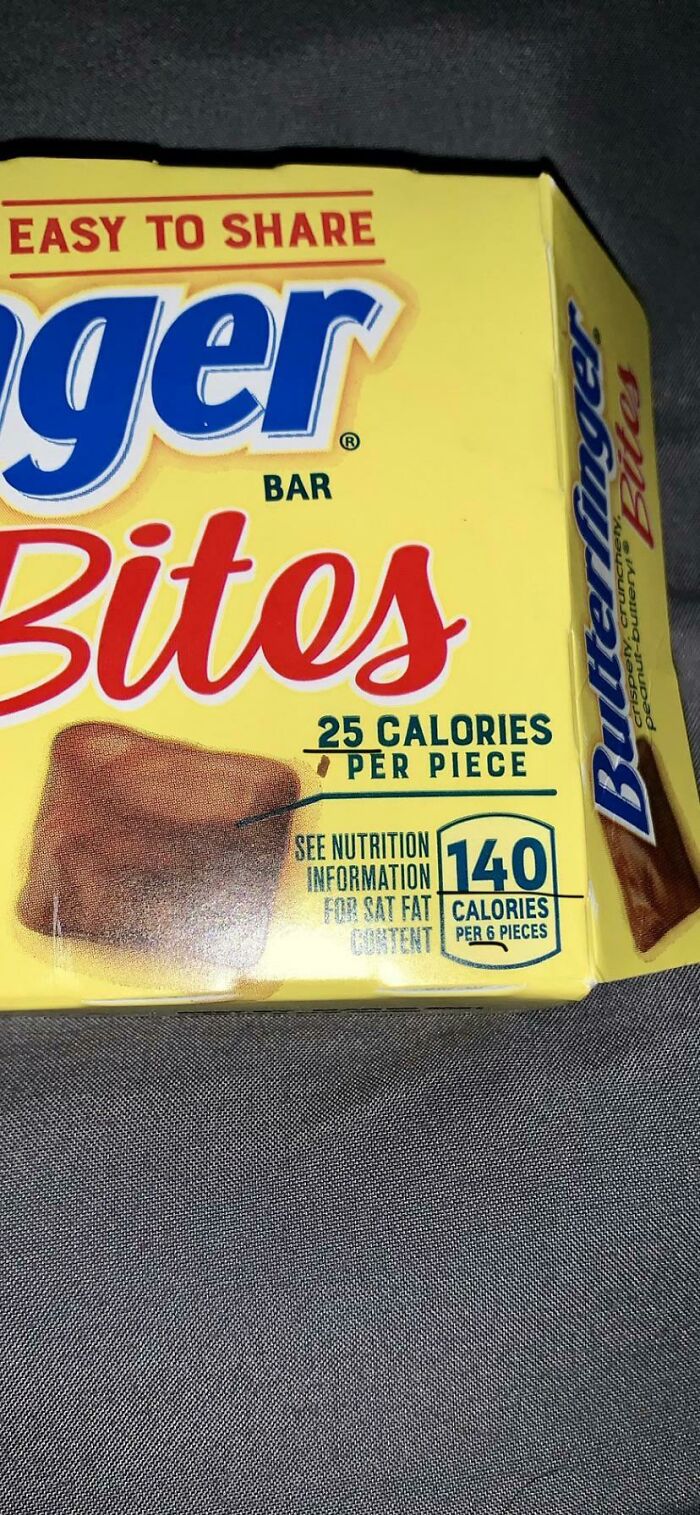 EASY TO SHARE
ger®
BAR
Bites
25 CALORIES
PER PIECE
SEE NUTRITION
INFORMATION
FOR SAT FAT
CONTENT
140
CALORIES
PER 6 PIECES
Butterfinger
Bites
crispety, crunchety,
peanut-buttery!®